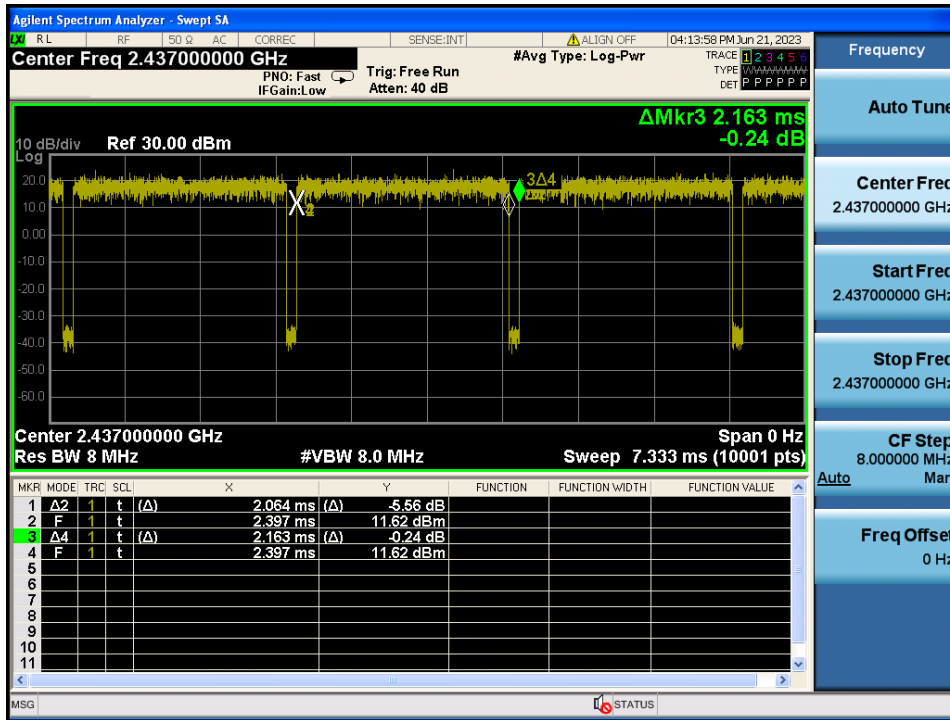 Agilent Spectrum Analyzer - Swept SA
LXI RL RF 50 Ω AC CORREC SENSE:INT ALIGN OFF 04:13:58 PM Jun 21, 2023
Center Freq 2.437000000 GHz
PNO: Fast
IFGain:Low
Trig: Free Run
Atten: 40 dB
#Avg Type: Log-Pwr
TRACE 1 2 3 4 5 6
TYPE WWWWWW
DET P P P P P P
Frequency
ΔMkr3 2.163 ms
-0.24 dB
10 dB/div Ref 30.00 dBm
Log
20.0
10.0
0.00
-10.0
-20.0
-30.0
-40.0
-50.0
-60.0
3Δ4
Center 2.437000000 GHz Span 0 Hz
Res BW 8 MHz #VBW 8.0 MHz Sweep 7.333 ms (10001 pts)
MKR MODE TRC SCL X Y FUNCTION FUNCTION WIDTH FUNCTION VALUE
1 Δ2 1 t (Δ) 2.064 ms (Δ) -5.56 dB
2 F 1 t 2.397 ms 11.62 dBm
3 Δ4 1 t (Δ) 2.163 ms (Δ) -0.24 dB
4 F 1 t 2.397 ms 11.62 dBm
5
6
7
8
9
10
11
MSG STATUS
Auto Tune
Center Freq
2.437000000 GHz
Start Freq
2.437000000 GHz
Stop Freq
2.437000000 GHz
CF Step
8.000000 MHz
Auto Man
Freq Offset
0 Hz